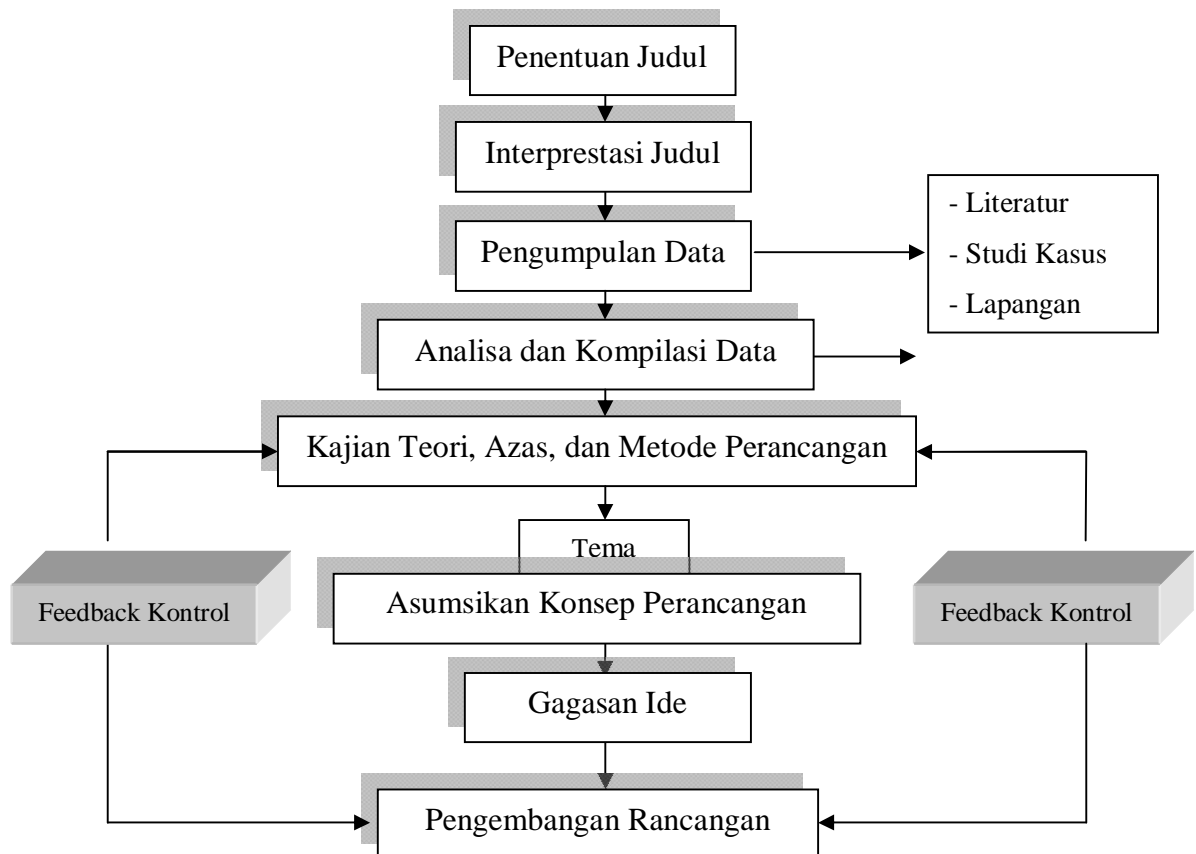 Penentuan Judul
Interprestasi Judul
Pengumpulan Data
- Literatur
- Studi Kasus
- Lapangan
Analisa dan Kompilasi Data
Kajian Teori, Azas, dan Metode Perancangan
Tema
Asumsikan Konsep Perancangan
Feedback Kontrol
Feedback Kontrol
Gagasan Ide
Pengembangan Rancangan